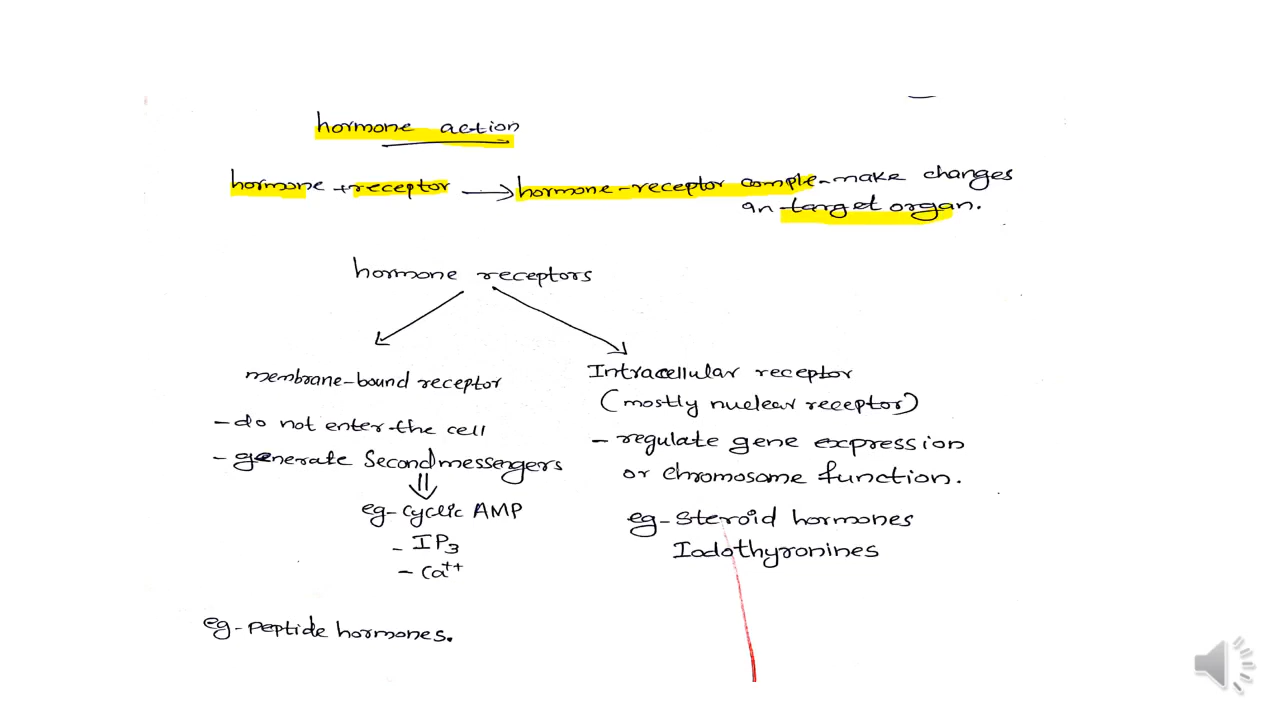 hormone action
hormone + receptor → hormone-receptor comple-make changes
in target organ.
hormone receptors
membrane-bound receptor
- do not enter the cell
- generate Second messengers
eg- cyclic AMP
- IP3
- Ca++
eg- peptide hormones.
Intracellular receptor
(mostly nuclear receptor)
- regulate gene expression
or chromosome function.
eg- steroid hormones
Iodothyronines